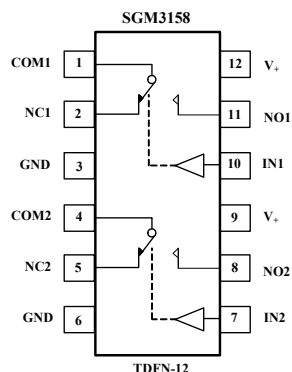 SGM3158
COM1 1 12 V+
NC1 2 11 NO1
GND 3 10 IN1
COM2 4 9 V+
NC2 5 8 NO2
GND 6 7 IN2
TDFN-12